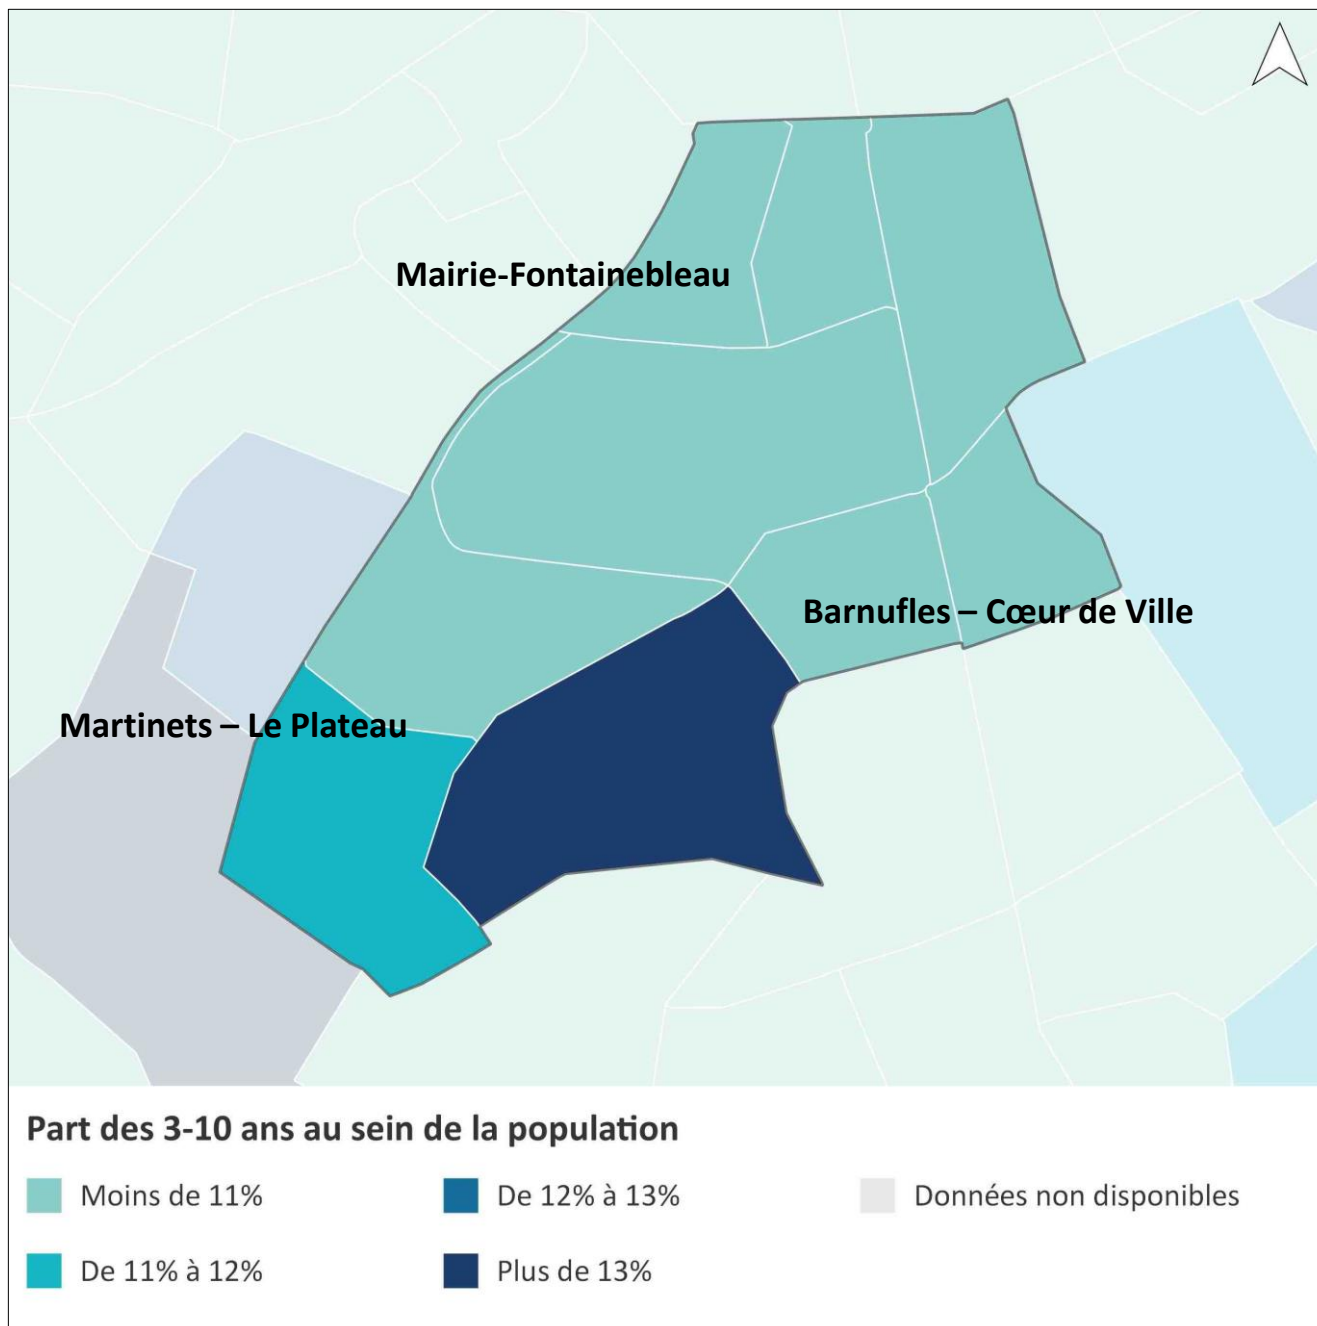 Mairie-Fontainebleau
Barnufles – Cœur de Ville
Martinets – Le Plateau
Part des 3-10 ans au sein de la population
Moins de 11%
De 12% à 13%
Données non disponibles
De 11% à 12%
Plus de 13%